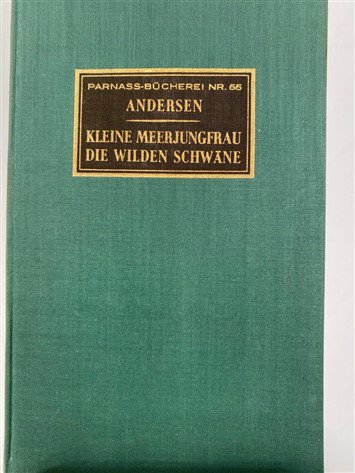 PARNASS-BÜCHEREI NR. 55
ANDERSEN
KLEINE MEERJUNGFRAU
DIE WILDEN SCHWÄNE